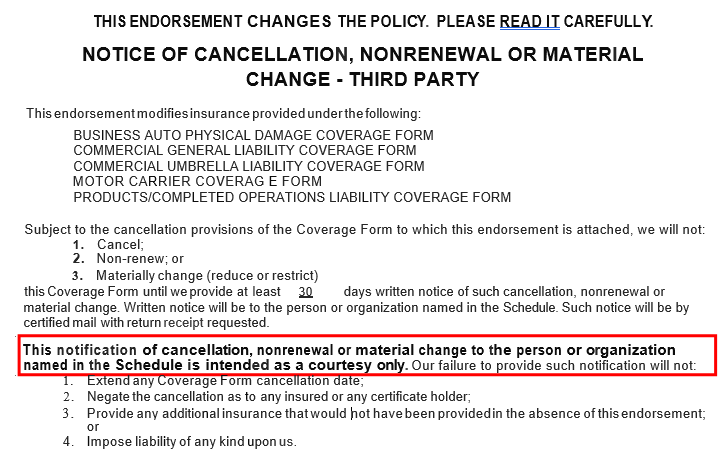 THIS ENDORSEMENT CHANGES THE POLICY. PLEASE READ IT CAREFULLY.
NOTICE OF CANCELLATION, NONRENEWAL OR MATERIAL
CHANGE - THIRD PARTY
This endorsement modifies insurance provided under the following:
BUSINESS AUTO PHYSICAL DAMAGE COVERAGE FORM
COMMERCIAL GENERAL LIABILITY COVERAGE FORM
COMMERCIAL UMBRELLA LIABILITY COVERAGE FORM
MOTOR CARRIER COVERAG E FORM
PRODUCTS/COMPLETED OPERATIONS LIABILITY COVERAGE FORM
Subject to the cancellation provisions of the Coverage Form to which this endorsement is attached, we will not:
1. Cancel;
2. Non-renew; or
3. Materially change (reduce or restrict)
this Coverage Form until we provide at least 30 days written notice of such cancellation, nonrenewal or
material change. Written notice will be to the person or organization named in the Schedule. Such notice will be by
certified mail with return receipt requested.
This notification of cancellation, nonrenewal or material change to the person or organization
named in the Schedule is intended as a courtesy only. Our failure to provide such notification will not:
1. Extend any Coverage Form cancellation date;
2. Negate the cancellation as to any insured or any certificate holder;
3. Provide any additional insurance that would not have been provided in the absence of this endorsement;
or
4. Impose liability of any kind upon us.